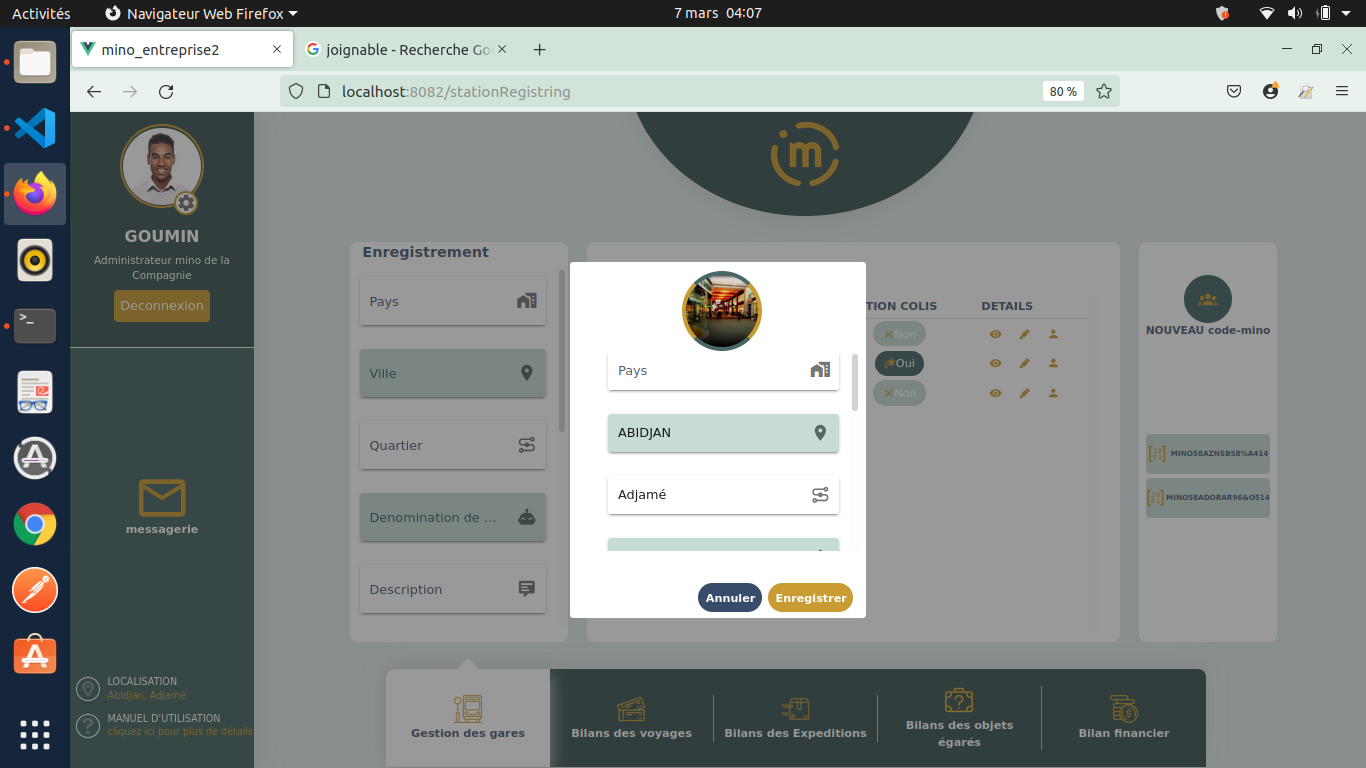 Activités
Navigateur Web Firefox
7 mars 04:07
mino_entreprise2
joignable - Recherche Goo
localhost:8082/stationRegistring
80 %
GOUMIN
Administrateur mino de la
Compagnie
Deconnexion
messagerie
LOCALISATION
Abidjan, Adjamé
MANUEL D'UTILISATION
cliquez ici pour plus de détails
m
Enregistrement
Pays
Ville
Quartier
Denomination de ...
Description
Pays
ABIDJAN
Adjamé
Annuler
Enregistrer
TION COLIS
DETAILS
Non
Oui
Non
NOUVEAU code-mino
MINO58AZNSB58%A414
MINO58ADORAR96&O514
Gestion des gares
Bilans des voyages
Bilans des Expeditions
Bilans des objets
égarés
Bilan financier